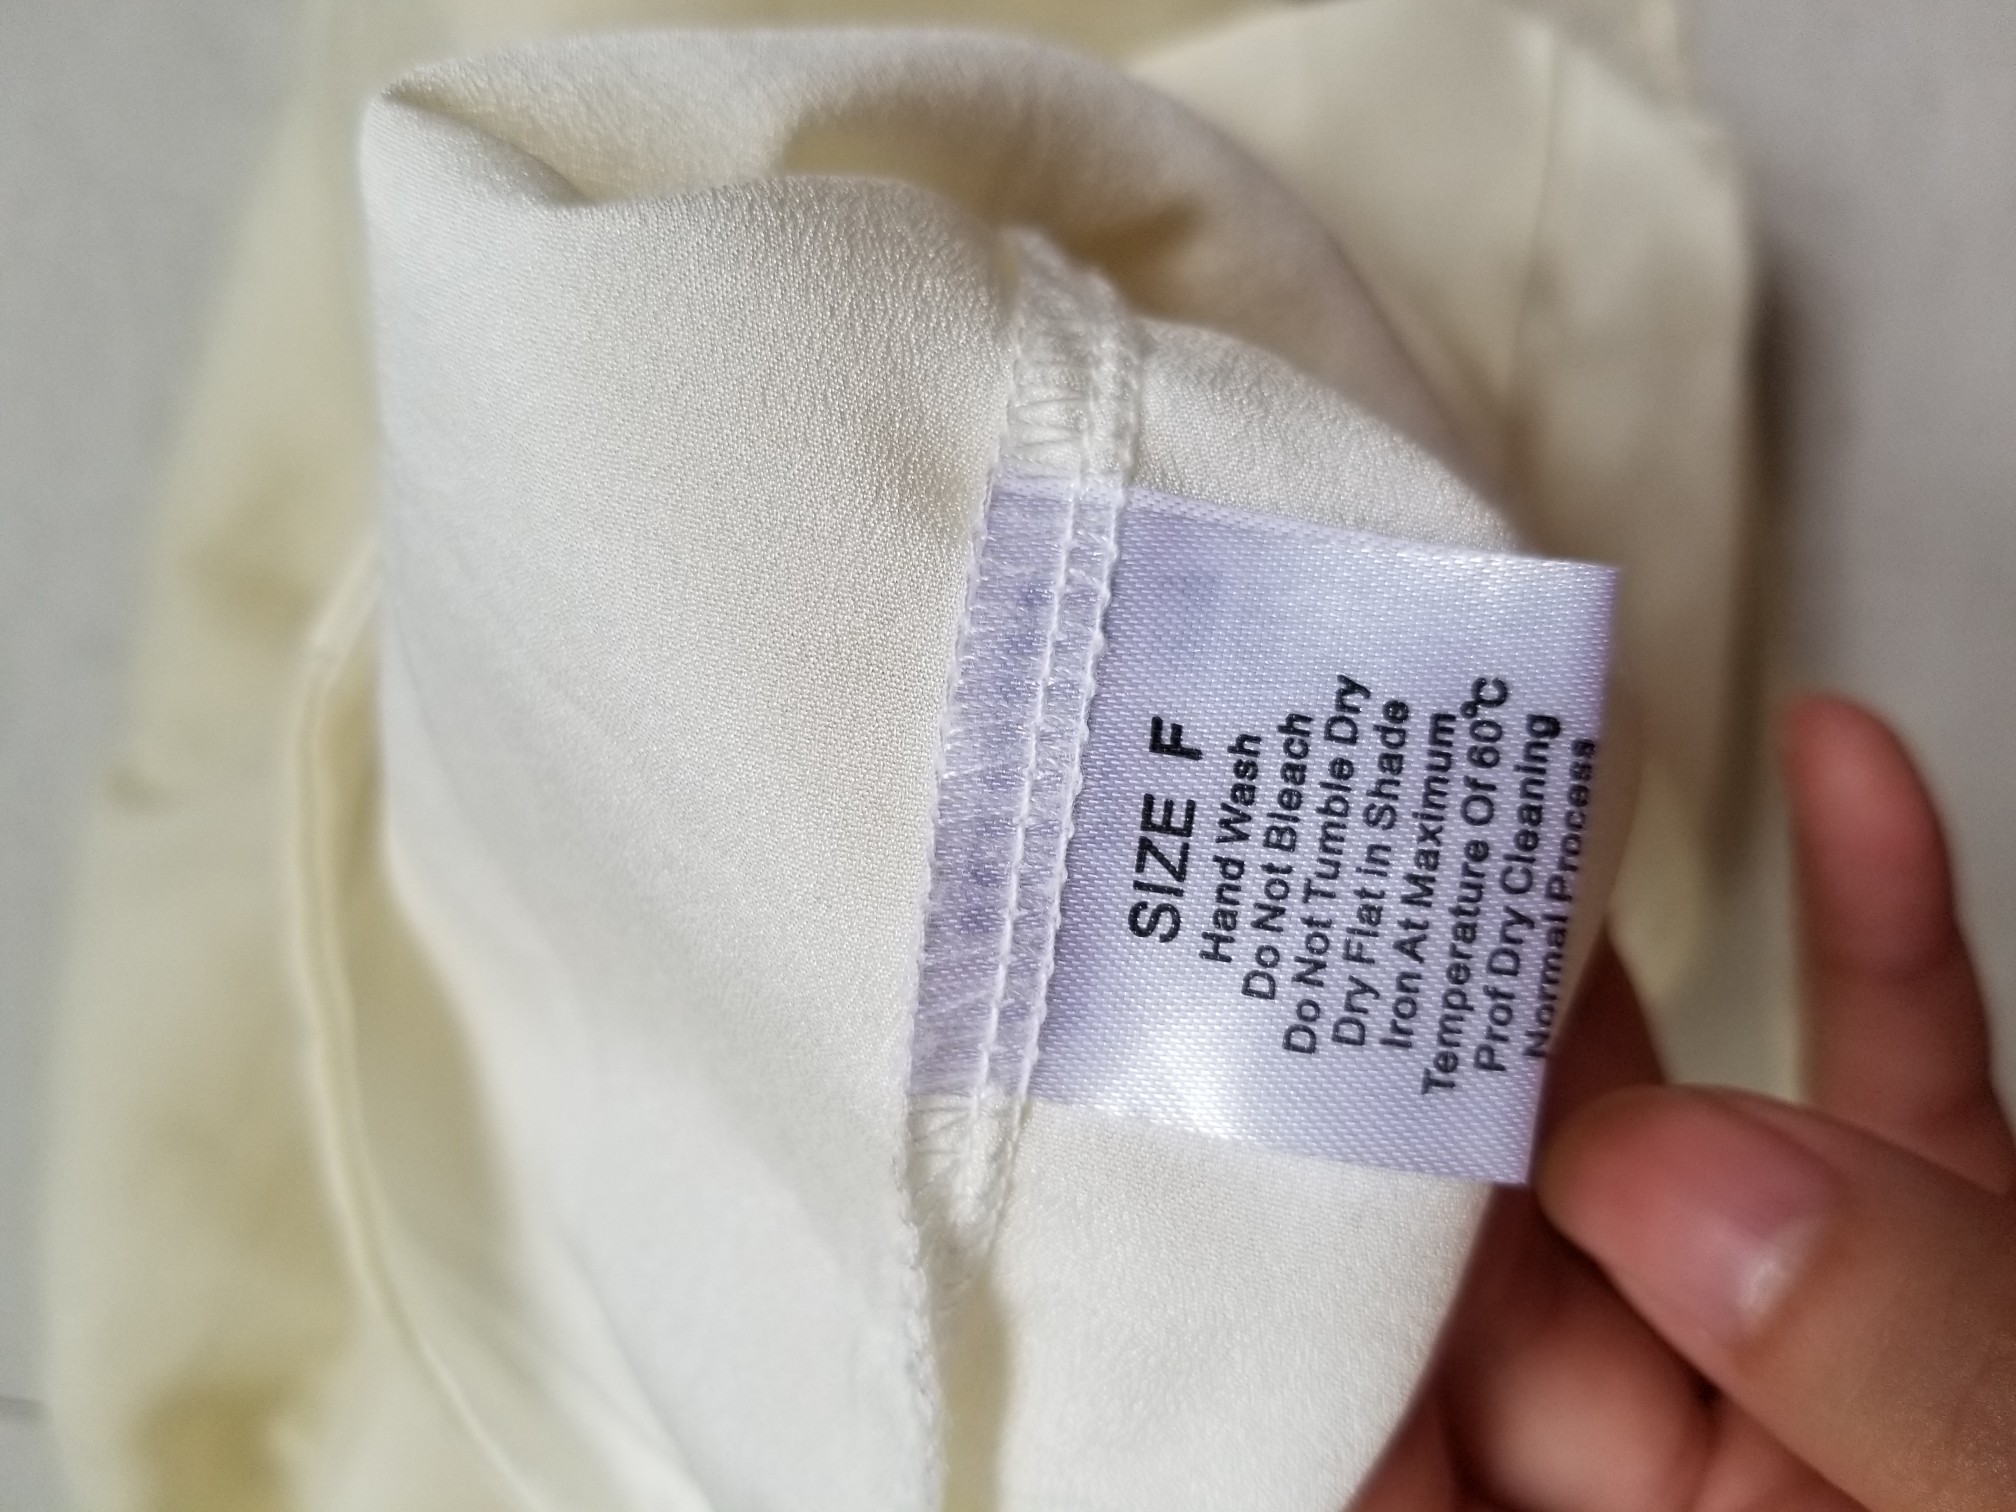 SIZE F
Hand Wash
Do Not Bleach
Do Not Tumble Dry
Dry Flat in Shade
Iron At Maximum
Temperature Of 60℃
Prof Dry Cleaning
Normal Process